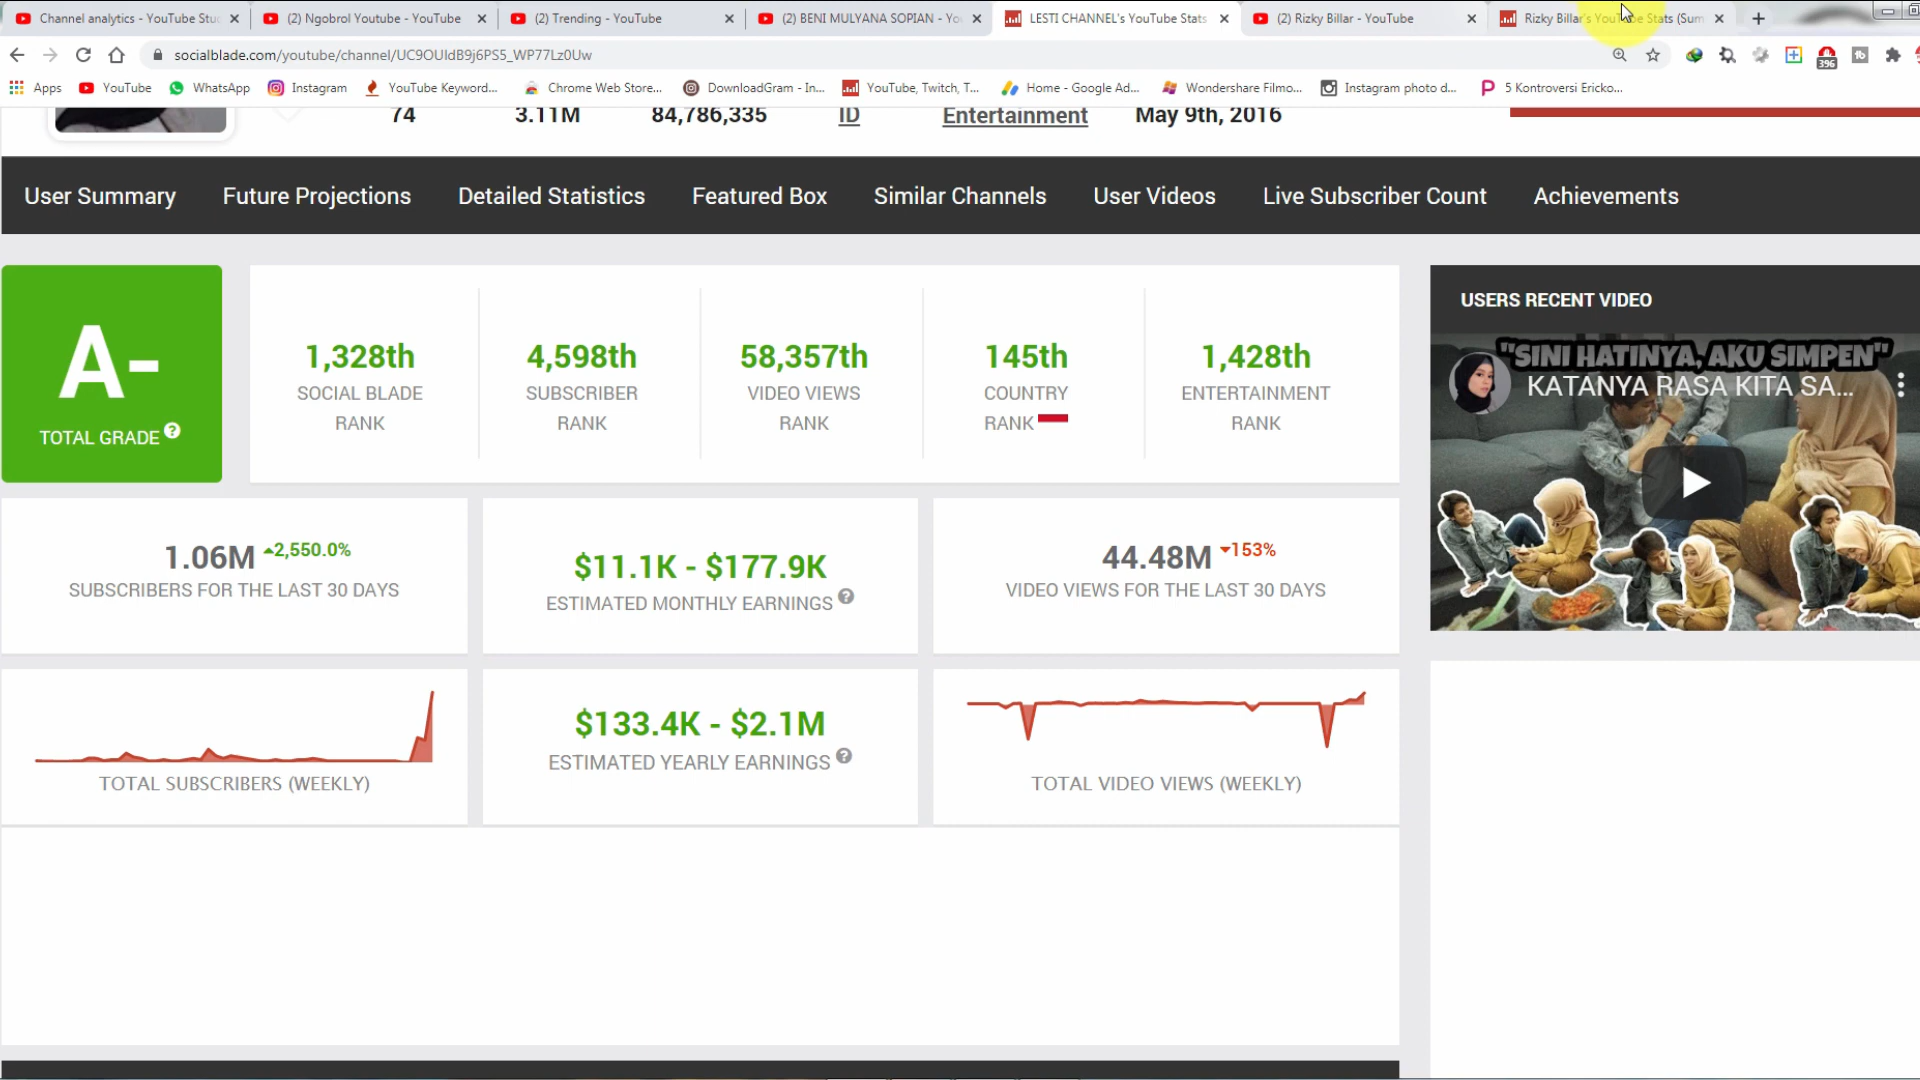 Channel analytics - YouTube Stu
(2) Ngobrol Youtube - YouTube
(2) Trending - YouTube
(2) BENI MULYANA SOPIAN - Yo
LESTI CHANNEL's YouTube Stats
(2) Rizky Billar - YouTube
Rizky Billar's YouTube Stats (Sum
socialblade.com/youtube/channel/UC9OUIdB9j6PS5_WP77Lz0Uw
396
Apps
YouTube
WhatsApp
Instagram
YouTube Keyword...
Chrome Web Store...
DownloadGram - In...
YouTube, Twitch, T...
Home - Google Ad...
Wondershare Filmo...
Instagram photo d...
5 Kontroversi Ericko...
74
3.11M
84,786,335
ID
Entertainment
May 9th, 2016
User Summary
Future Projections
Detailed Statistics
Featured Box
Similar Channels
User Videos
Live Subscriber Count
Achievements
A-
TOTAL GRADE ?
1,328th
SOCIAL BLADE
RANK
4,598th
SUBSCRIBER
RANK
58,357th
VIDEO VIEWS
RANK
145th
COUNTRY
RANK
1,428th
ENTERTAINMENT
RANK
USERS RECENT VIDEO
"SINI HATINYA, AKU SIMPEN"
KATANYA RASA KITA SA...
1.06M 2,550.0%
SUBSCRIBERS FOR THE LAST 30 DAYS
$11.1K - $177.9K
ESTIMATED MONTHLY EARNINGS ?
44.48M 153%
VIDEO VIEWS FOR THE LAST 30 DAYS
TOTAL SUBSCRIBERS (WEEKLY)
$133.4K - $2.1M
ESTIMATED YEARLY EARNINGS ?
TOTAL VIDEO VIEWS (WEEKLY)